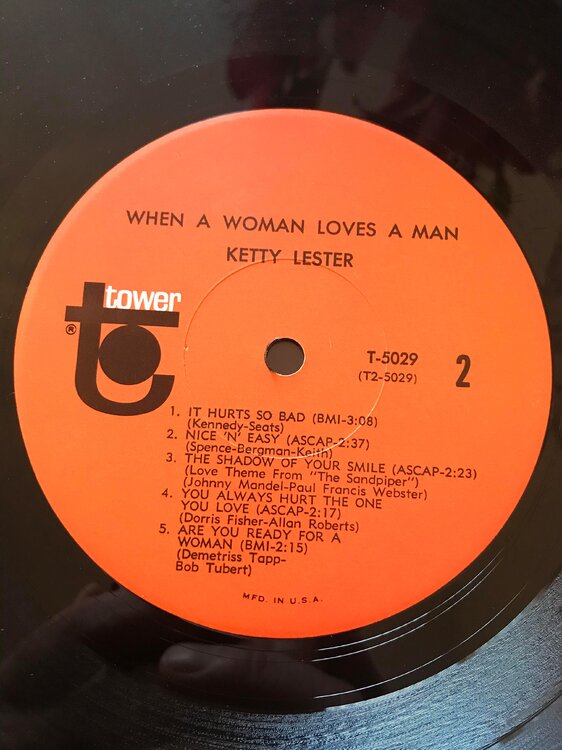 WHEN A WOMAN LOVES A MAN
KETTY LESTER
tower
®
T-5029
(T2-5029)
2
1. IT HURTS SO BAD (BMI-3:08)
(Kennedy-Seats)
2. NICE 'N' EASY (ASCAP-2:37)
(Spence-Bergman-Keith)
3. THE SHADOW OF YOUR SMILE (ASCAP-2:23)
(Love Theme From "The Sandpiper")
(Johnny Mandel-Paul Francis Webster)
4. YOU ALWAYS HURT THE ONE
YOU LOVE (ASCAP-2:17)
(Dorris Fisher-Allan Roberts)
5. ARE YOU READY FOR A
WOMAN (BMI-2:15)
(Demetriss Tapp-
Bob Tubert)
MFD. IN U.S.A.